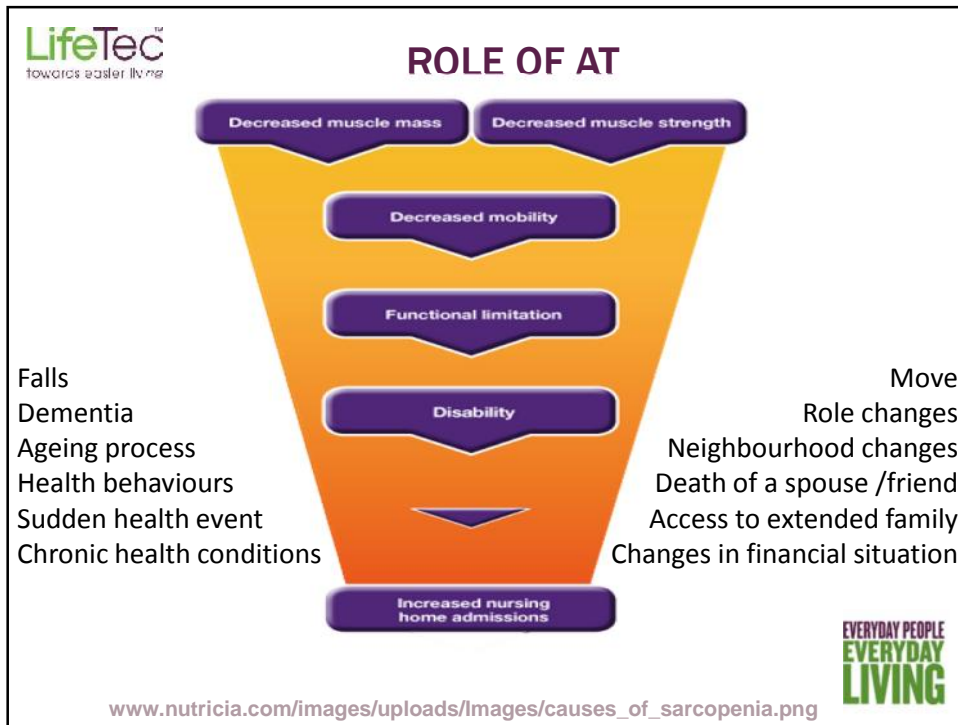 LifeTec
towards easier living
ROLE OF AT
Decreased muscle mass
Decreased muscle strength
Decreased mobility
Functional limitation
Disability
Falls
Dementia
Ageing process
Health behaviours
Sudden health event
Chronic health conditions
Move
Role changes
Neighbourhood changes
Death of a spouse /friend
Access to extended family
Changes in financial situation
Increased nursing
home admissions
EVERYDAY PEOPLE
EVERYDAY
LIVING
www.nutricia.com/images/uploads/Images/causes_of_sarcopenia.png